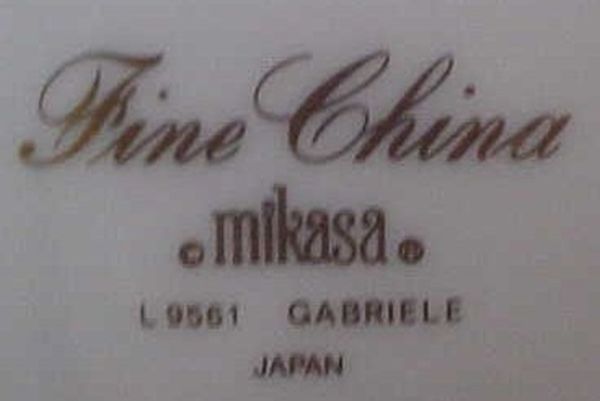 Fine China
© mikasa ®
L 9561 GABRIELE
JAPAN